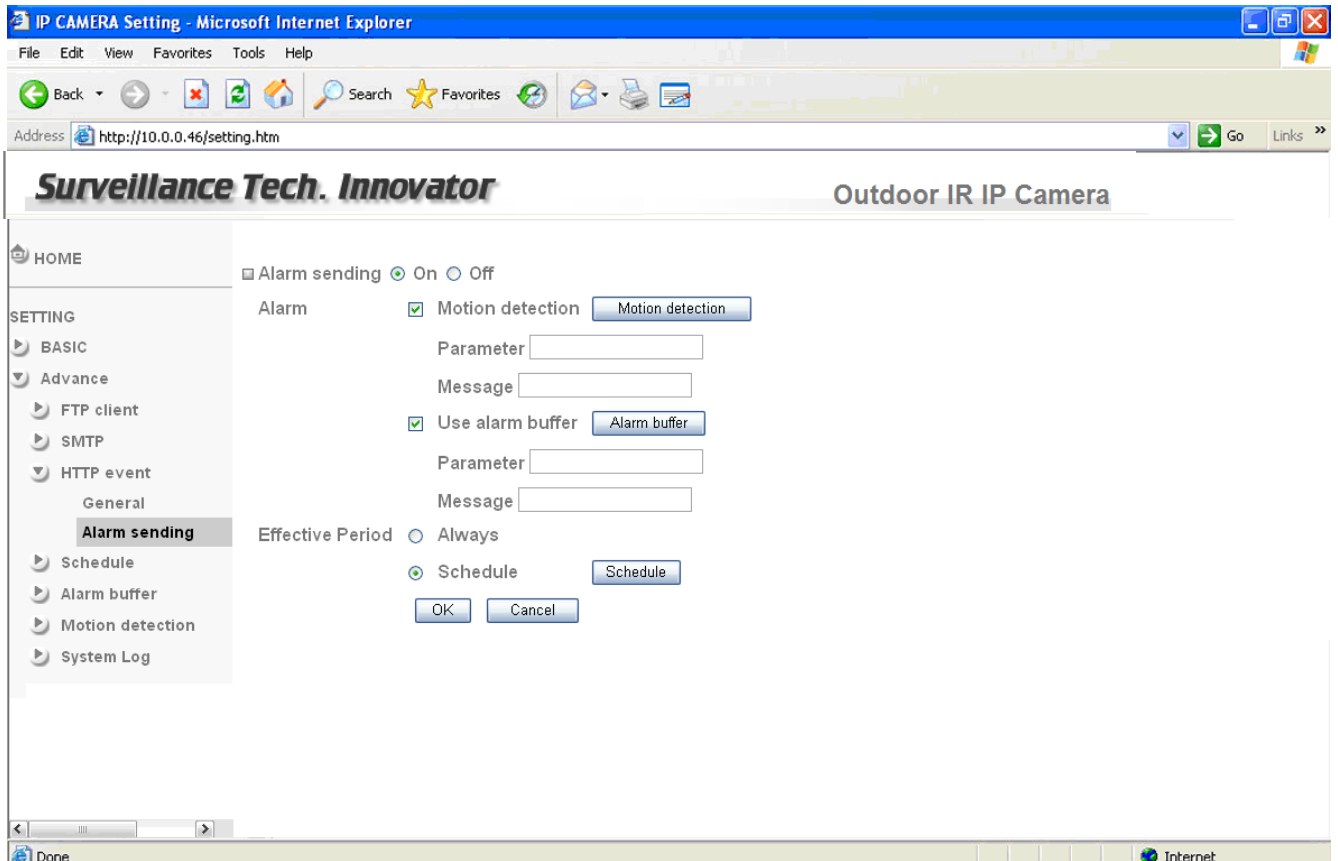 IP CAMERA Setting - Microsoft Internet Explorer
File Edit View Favorites Tools Help
Back Search Favorites
Address http://10.0.0.46/setting.htm Go Links »
Surveillance Tech. Innovator
Outdoor IR IP Camera
HOME
SETTING
BASIC
Advance
FTP client
SMTP
HTTP event
General
Alarm sending
Schedule
Alarm buffer
Motion detection
System Log
Alarm sending On Off
Alarm Motion detection Motion detection
Parameter
Message
Use alarm buffer Alarm buffer
Parameter
Message
Effective Period Always
Schedule Schedule
OK Cancel
Done Internet